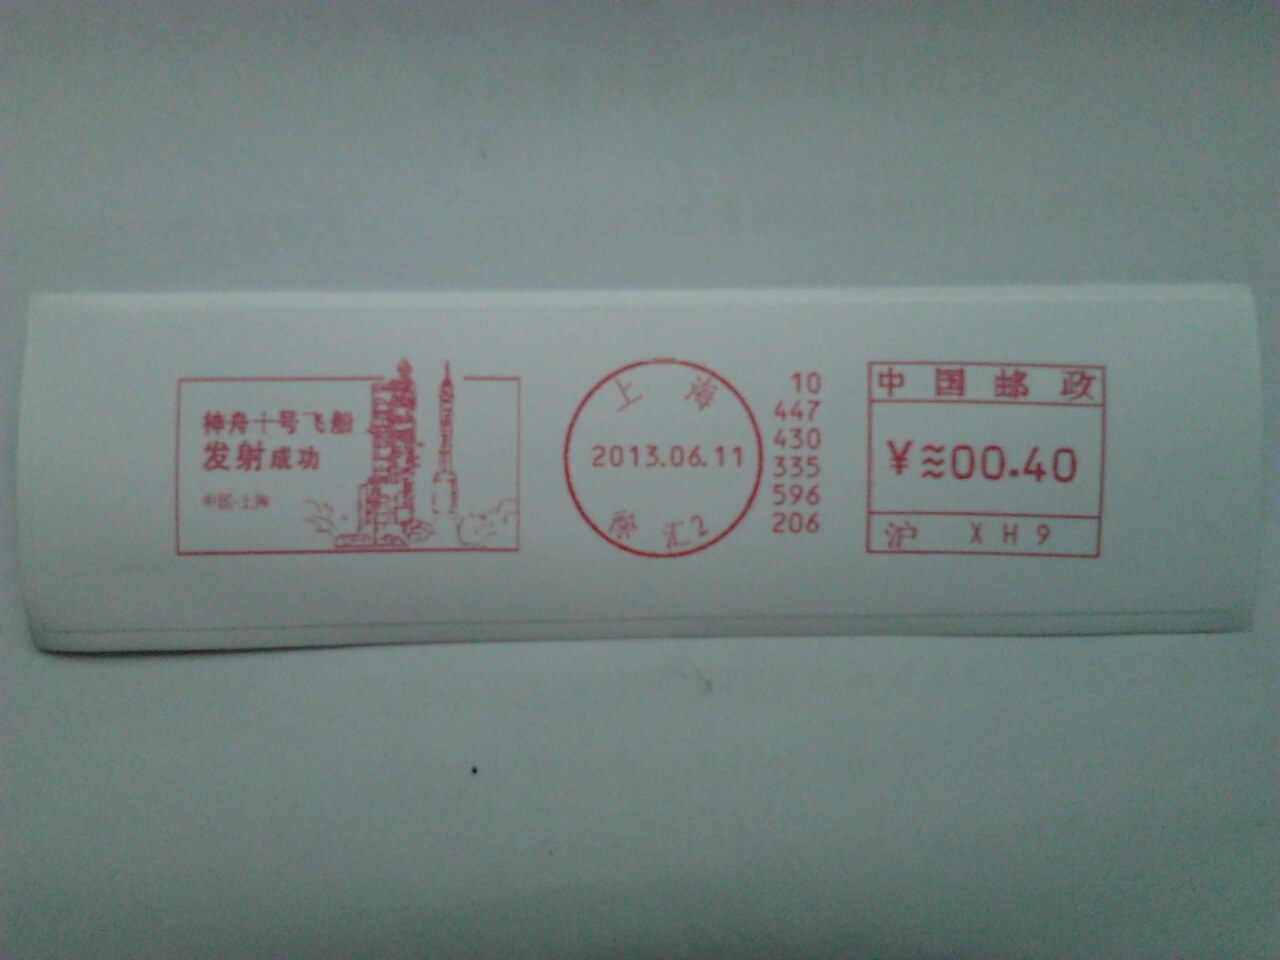 神舟十号飞船
发射成功
中国·上海
上海
2013.06.11
徐汇2
10
447
430
335
596
206
中国邮政
¥≋00.40
沪 XH9